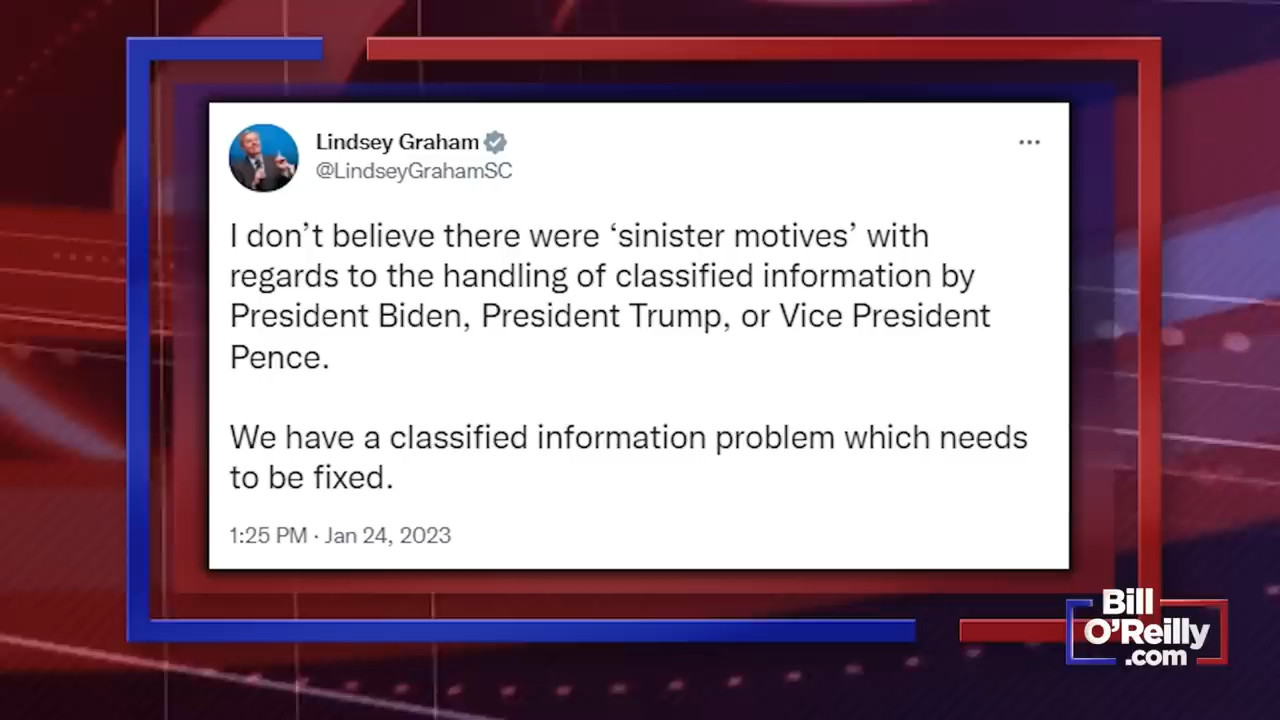 Lindsey Graham
@LindseyGrahamSC
I don’t believe there were ‘sinister motives’ with
regards to the handling of classified information by
President Biden, President Trump, or Vice President
Pence.
We have a classified information problem which needs
to be fixed.
1:25 PM · Jan 24, 2023
Bill
O’Reilly
.com